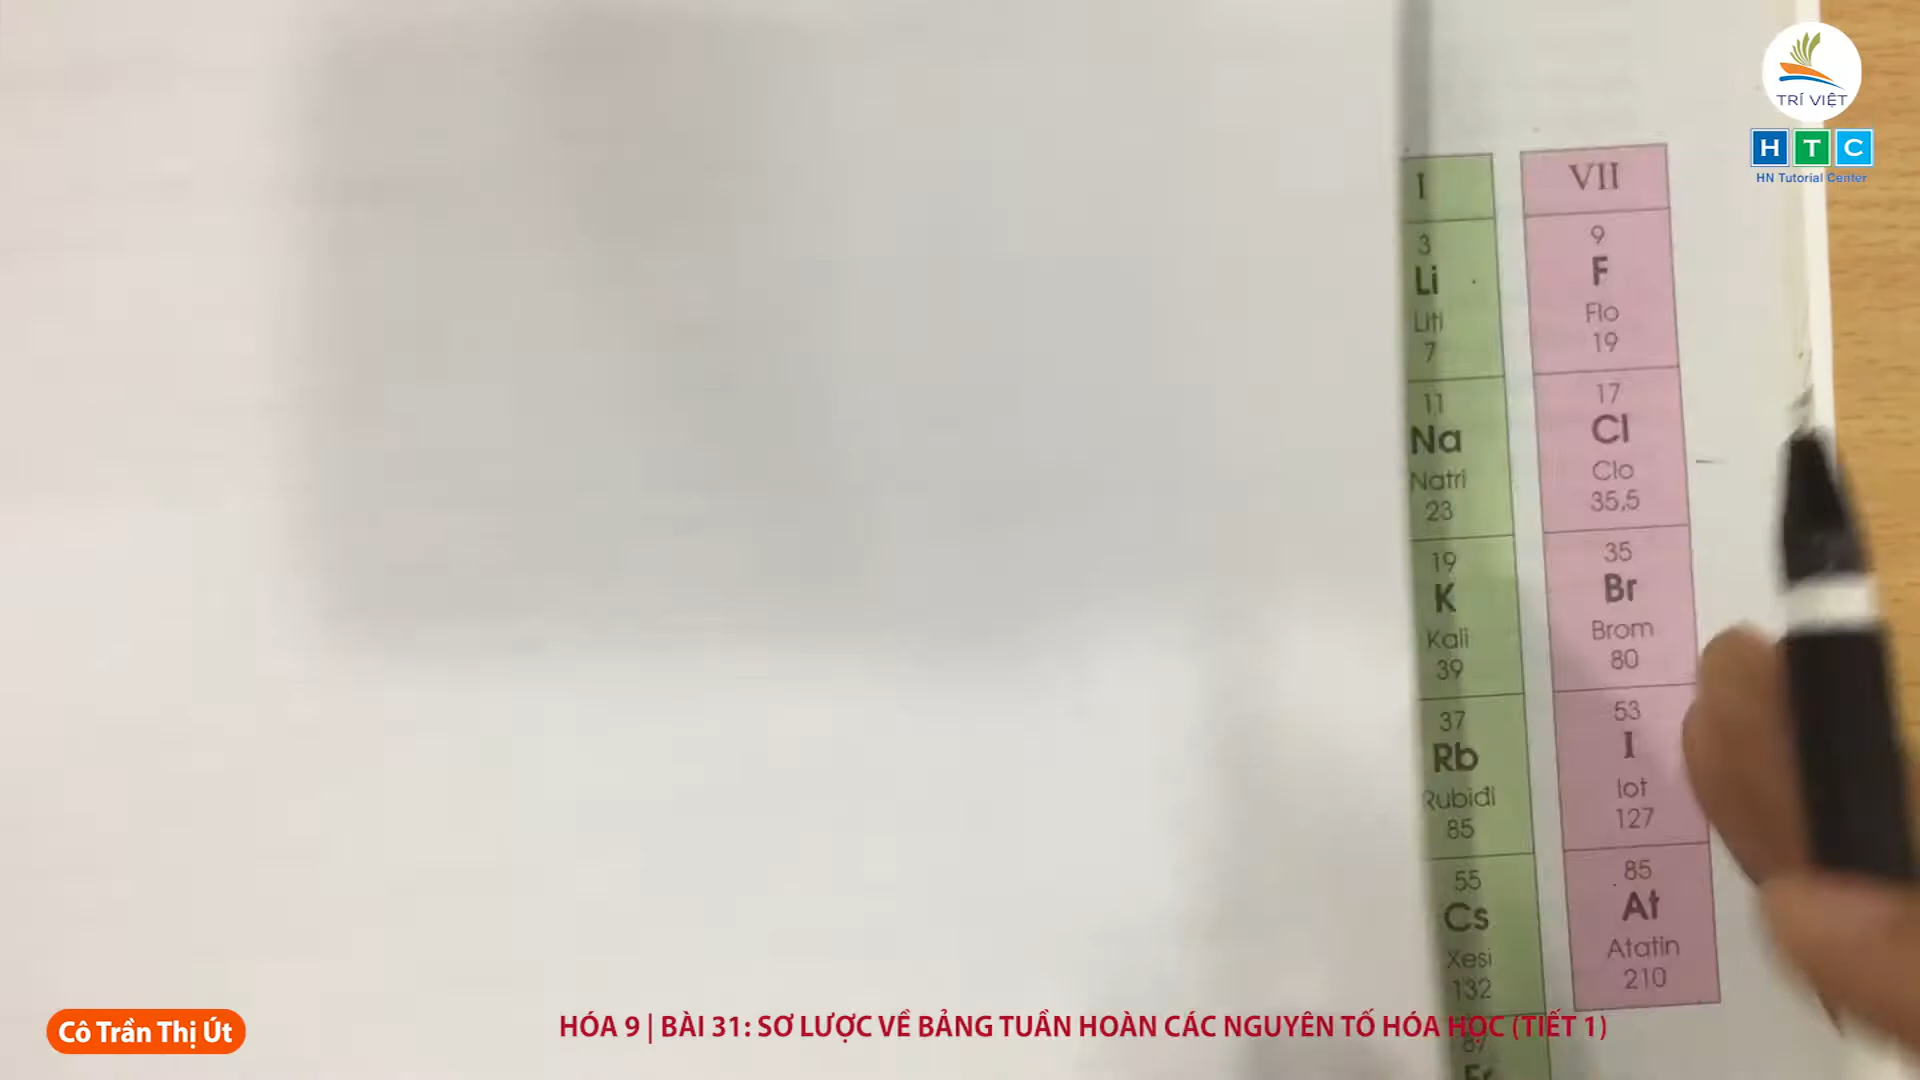 TRÍ VIỆT
H T C
HN Tutorial Center
I
3
Li
Liti
7
11
Na
Natri
23
19
K
Kali
39
37
Rb
Rubiđi
85
55
Cs
Xesi
132
87
Fr
VII
9
F
Flo
19
17
Cl
Clo
35,5
35
Br
Brom
80
53
I
Iot
127
85
At
Atatin
210
Cô Trần Thị Út
HÓA 9 | BÀI 31: SƠ LƯỢC VỀ BẢNG TUẦN HOÀN CÁC NGUYÊN TỐ HÓA HỌC (TIẾT 1)